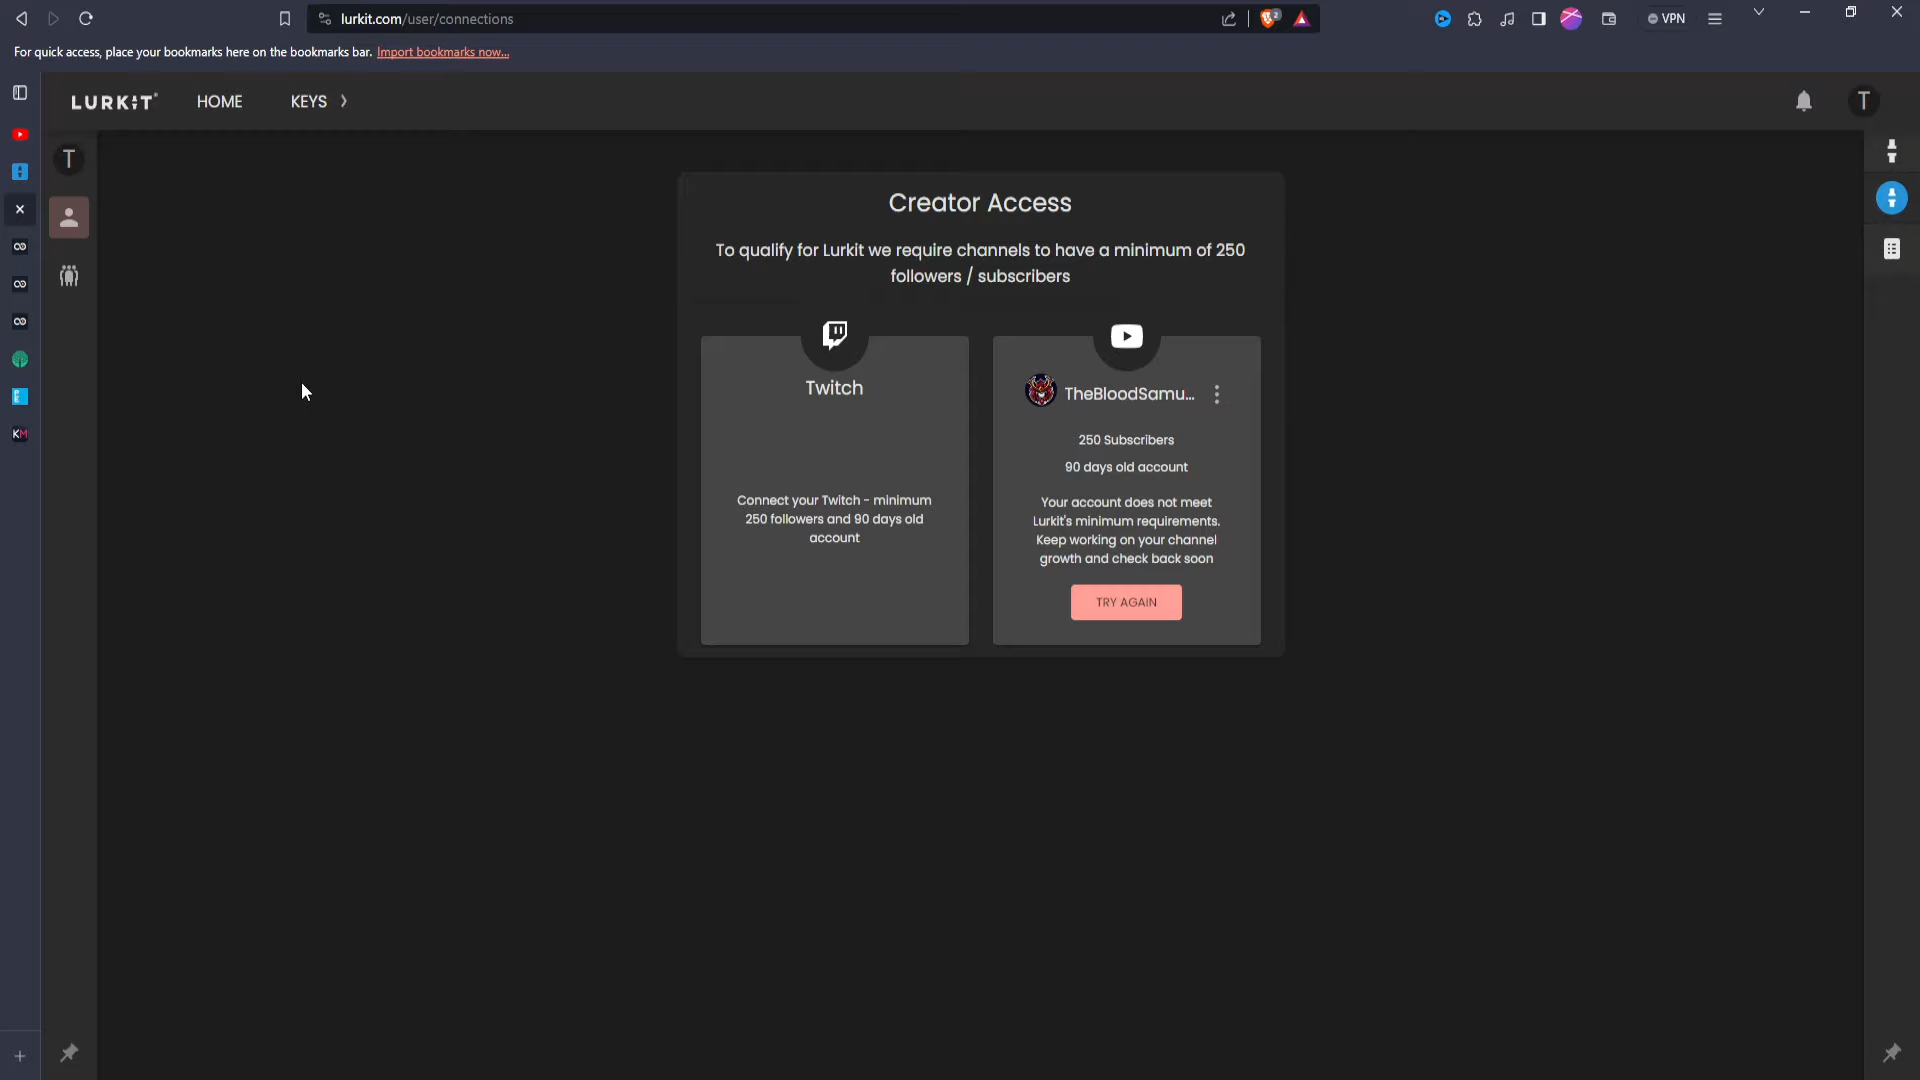 lurkit.com/user/connections
VPN
For quick access, place your bookmarks here on the bookmarks bar. Import bookmarks now...
LURKIT
HOME
KEYS
T
T
Creator Access
To qualify for Lurkit we require channels to have a minimum of 250
followers / subscribers
Twitch
Connect your Twitch - minimum
250 followers and 90 days old
account
TheBloodSamu...
250 Subscribers
90 days old account
Your account does not meet
Lurkit's minimum requirements.
Keep working on your channel
growth and check back soon
TRY AGAIN
KM